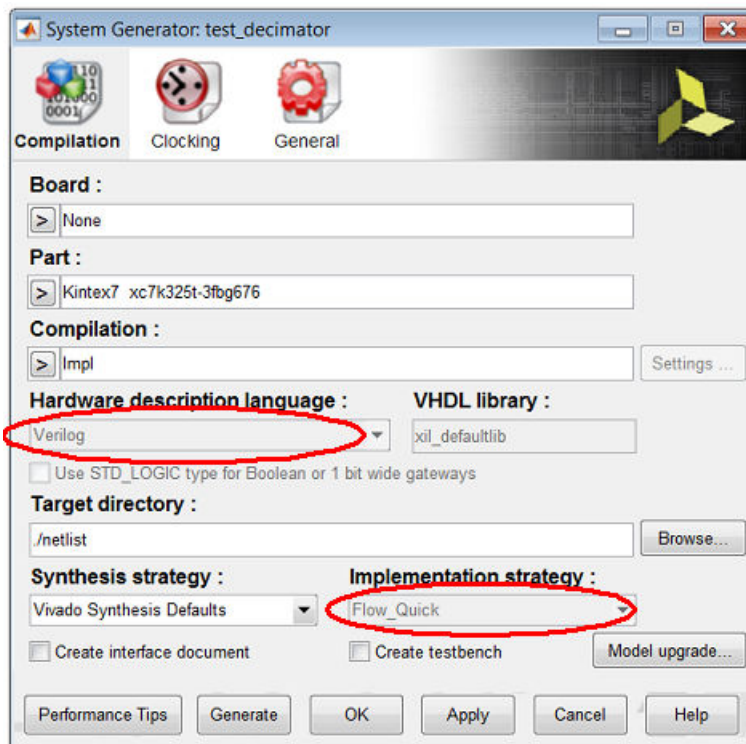 System Generator: test_decimator
Compilation Clocking General
Board :
> None
Part :
> Kintex7 xc7k325t-3fbg676
Compilation :
> Impl Settings ...
Hardware description language : VHDL library :
Verilog xil_defaultlib
Use STD_LOGIC type for Boolean or 1 bit wide gateways
Target directory :
./netlist Browse...
Synthesis strategy : Implementation strategy :
Vivado Synthesis Defaults Flow_Quick
Create interface document Create testbench Model upgrade...
Performance Tips Generate OK Apply Cancel Help